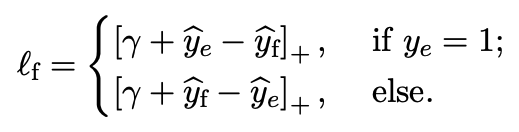 ℓ_f = { [γ + ŷ_e − ŷ_f]_+ , if y_e = 1;
[γ + ŷ_f − ŷ_e]_+ , else.